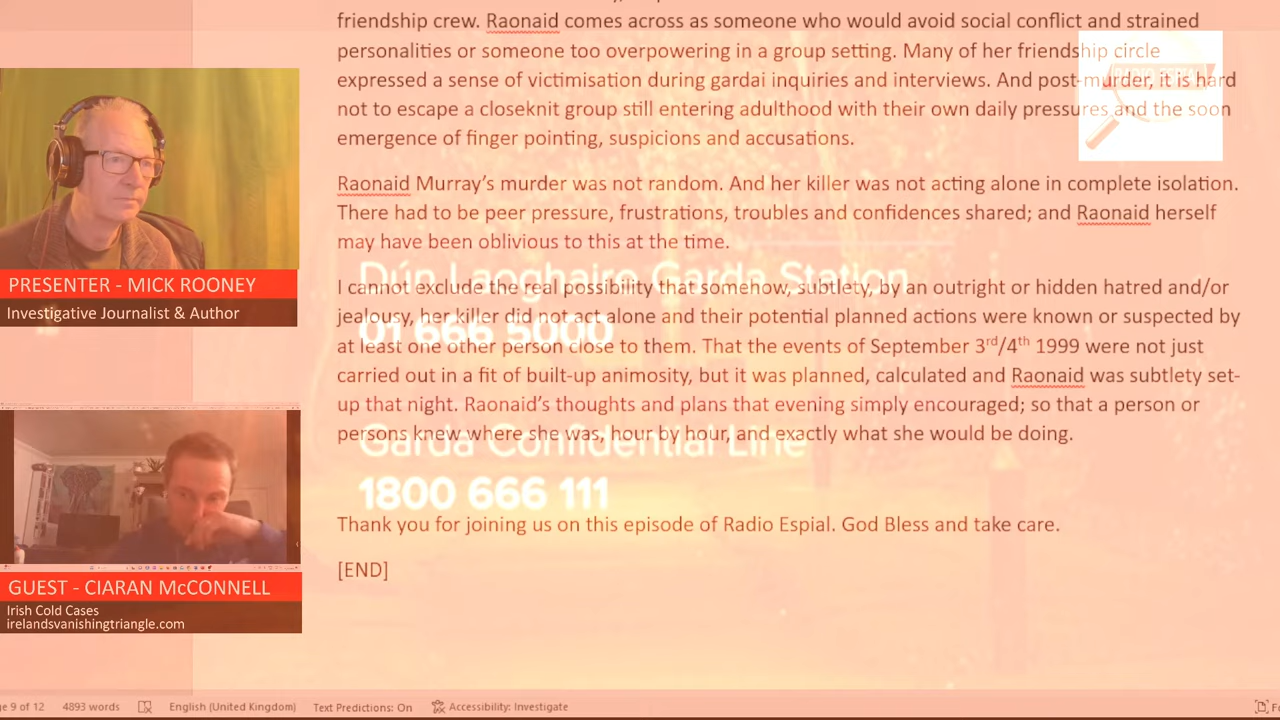 friendship crew. Raonaid comes across as someone who would avoid social conflict and strained
personalities or someone too overpowering in a group setting. Many of her friendship circle
expressed a sense of victimisation during gardai inquiries and interviews. And post-murder, it is hard
not to escape a closeknit group still entering adulthood with their own daily pressures and the soon
emergence of finger pointing, suspicions and accusations.
Raonaid Murray's murder was not random. And her killer was not acting alone in complete isolation.
There had to be peer pressure, frustrations, troubles and confidences shared; and Raonaid herself
may have been oblivious to this at the time.
I cannot exclude the real possibility that somehow, subtlety, by an outright or hidden hatred and/or
jealousy, her killer did not act alone and their potential planned actions were known or suspected by
at least one other person close to them. That the events of September 3rd/4th 1999 were not just
carried out in a fit of built-up animosity, but it was planned, calculated and Raonaid was subtlety set-
up that night. Raonaid's thoughts and plans that evening simply encouraged; so that a person or
persons knew where she was, hour by hour, and exactly what she would be doing.
Thank you for joining us on this episode of Radio Espial. God Bless and take care.
[END]
Dún Laoghaire Garda Station
01 666 5000
Garda Confidential Line
1800 666 111
PRESENTER - MICK ROONEY
Investigative Journalist & Author
GUEST - CIARAN McCONNELL
Irish Cold Cases
irelandsvanishingtriangle.com
9 of 12 4893 words English (United Kingdom) Text Predictions: On Accessibility: Investigate